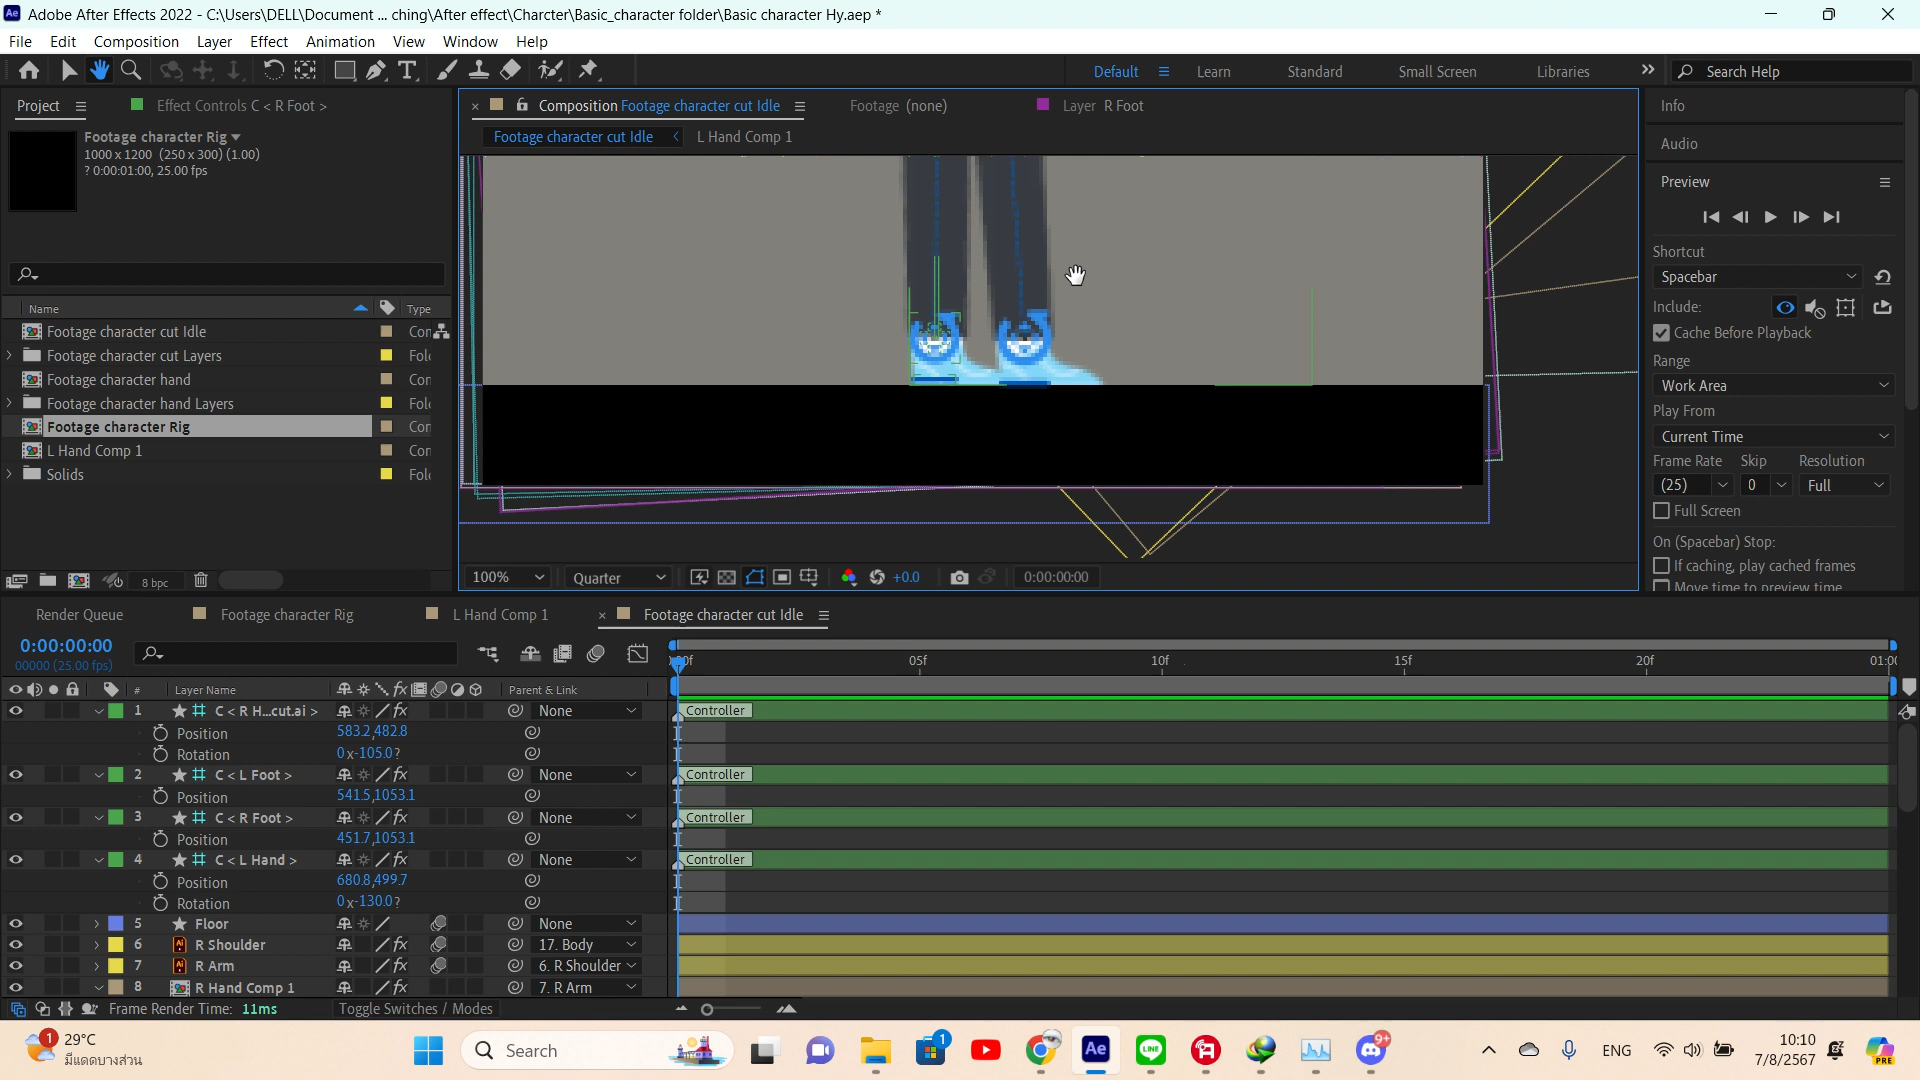 Adobe After Effects 2022 - C:\Users\DELL\Document ... ching\After effect\Charcter\Basic_character folder\Basic character Hy.aep *
File Edit Composition Layer Effect Animation View Window Help
Default Learn Standard Small Screen Libraries Search Help
Project Effect Controls C < R Foot >
Composition Footage character cut Idle Footage (none) Layer R Foot
Info
Footage character Rig
1000 x 1200 (250 x 300) (1.00)
? 0:00:01:00, 25.00 fps
Footage character cut Idle L Hand Comp 1
Audio
Preview
Shortcut
Spacebar
Include:
Cache Before Playback
Range
Work Area
Play From
Current Time
Frame Rate Skip Resolution
(25) 0 Full
Full Screen
On (Spacebar) Stop:
If caching, play cached frames
Move time to preview time
Name Type
Footage character cut Idle Con
Footage character cut Layers Fol
Footage character hand Con
Footage character hand Layers Fol
Footage character Rig Con
L Hand Comp 1 Con
Solids Fol
8 bpc
100% Quarter +0.0 0:00:00:00
Render Queue Footage character Rig L Hand Comp 1 Footage character cut Idle
0:00:00:00
00000 (25.00 fps)
05f 10f 15f 20f
# Layer Name Parent & Link
1 C < R H...cut.ai > None Controller
Position 583.2,482.8
Rotation 0x-105.0?
2 C < L Foot > None Controller
Position 541.5,1053.1
3 C < R Foot > None Controller
Position 451.7,1053.1
4 C < L Hand > None Controller
Position 680.8,499.7
Rotation 0x-130.0?
5 Floor None
6 R Shoulder 17. Body
7 R Arm 6. R Shoulder
8 R Hand Comp 1 7. R Arm
Frame Render Time: 11ms Toggle Switches / Modes
1 29°C
มีแดดบางส่วน
Search
1
Ae
LINE
9+
ENG
10:10
7/8/2567
PRE